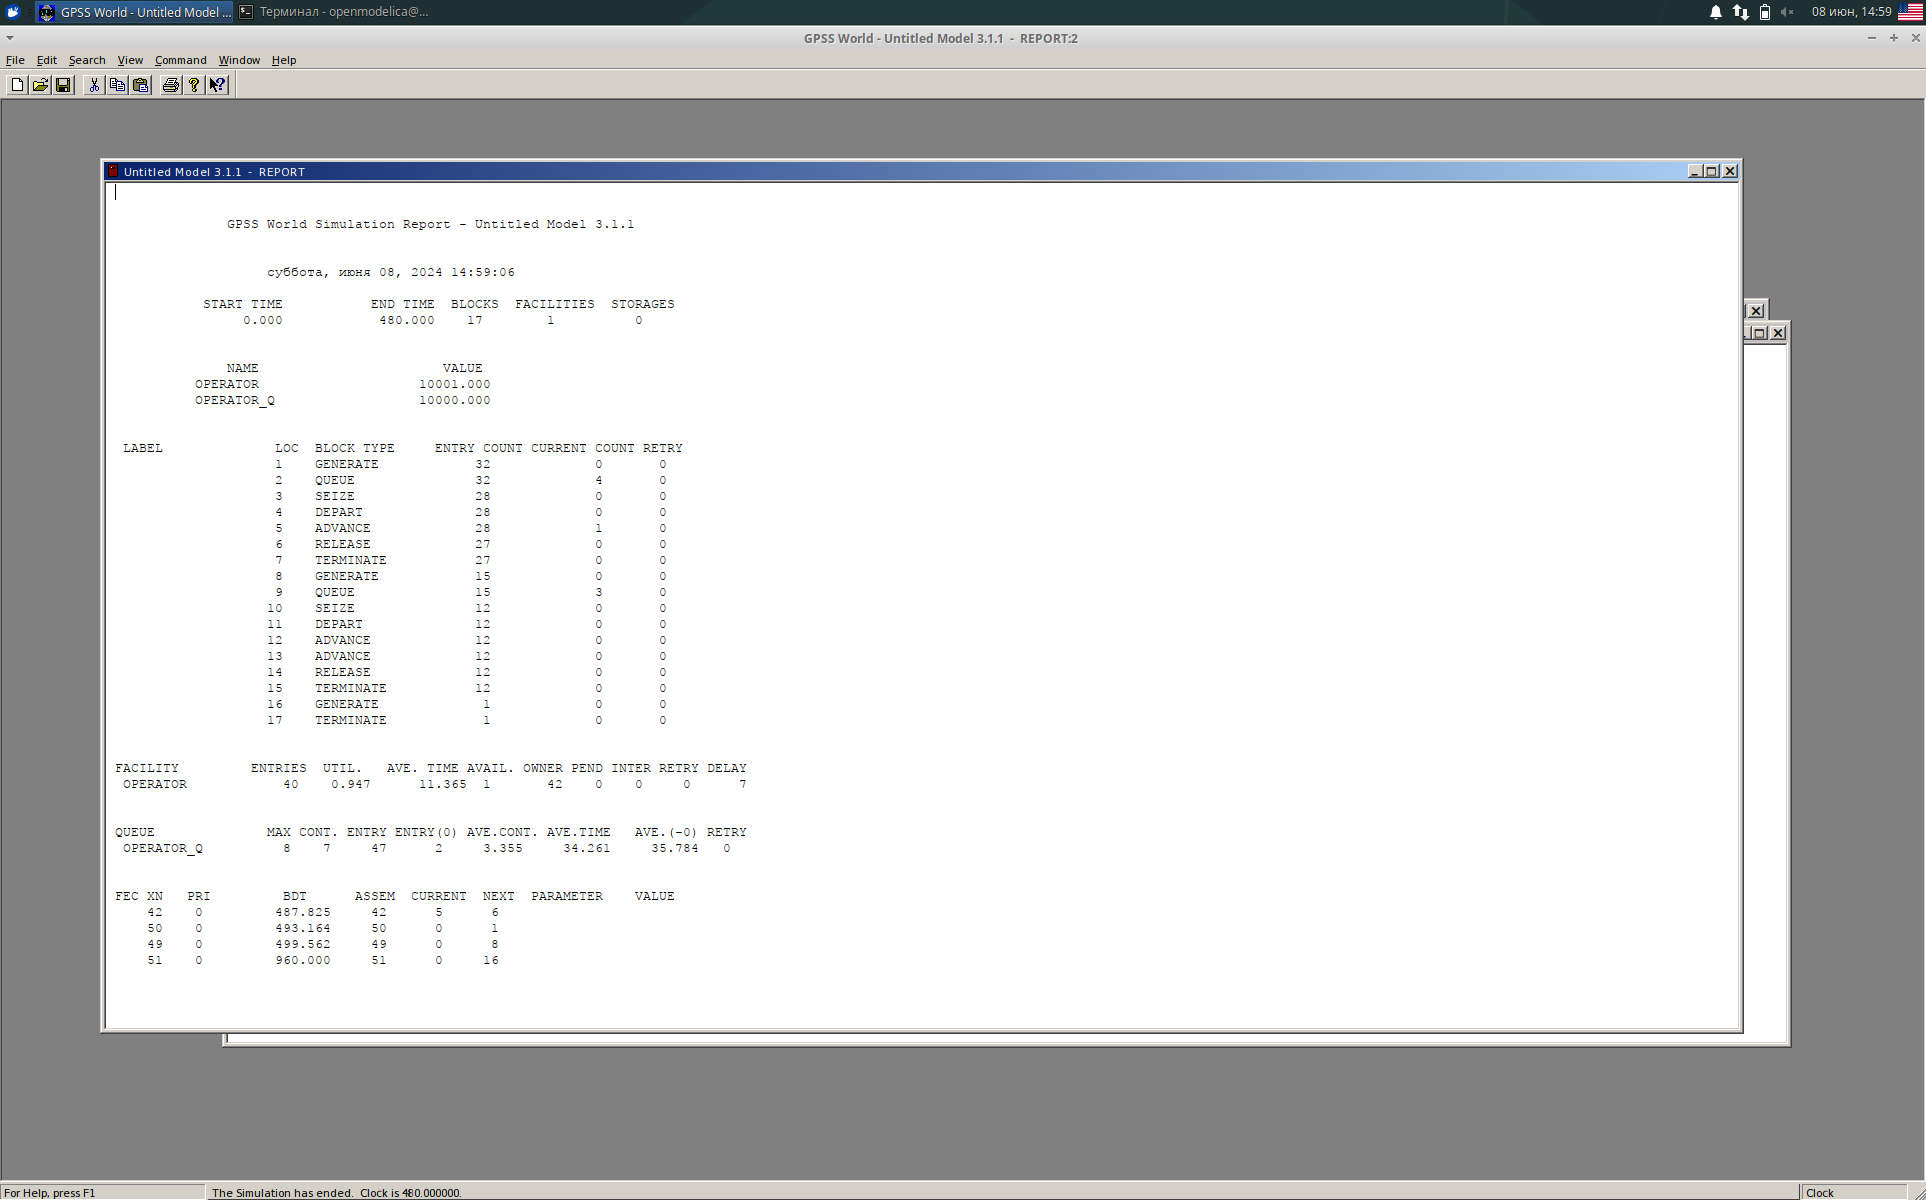 GPSS World - Untitled Model ... Терминал - openmodelica@... 08 июн, 14:59
GPSS World - Untitled Model 3.1.1 - REPORT:2
File Edit Search View Command Window Help
Untitled Model 3.1.1 - REPORT
GPSS World Simulation Report - Untitled Model 3.1.1
суббота, июня 08, 2024 14:59:06
START TIME END TIME BLOCKS FACILITIES STORAGES
0.000 480.000 17 1 0
NAME VALUE
OPERATOR 10001.000
OPERATOR_Q 10000.000
LABEL LOC BLOCK TYPE ENTRY COUNT CURRENT COUNT RETRY
1 GENERATE 32 0 0
2 QUEUE 32 4 0
3 SEIZE 28 0 0
4 DEPART 28 0 0
5 ADVANCE 28 1 0
6 RELEASE 27 0 0
7 TERMINATE 27 0 0
8 GENERATE 15 0 0
9 QUEUE 15 3 0
10 SEIZE 12 0 0
11 DEPART 12 0 0
12 ADVANCE 12 0 0
13 ADVANCE 12 0 0
14 RELEASE 12 0 0
15 TERMINATE 12 0 0
16 GENERATE 1 0 0
17 TERMINATE 1 0 0
FACILITY ENTRIES UTIL. AVE. TIME AVAIL. OWNER PEND INTER RETRY DELAY
OPERATOR 40 0.947 11.365 1 42 0 0 0 7
QUEUE MAX CONT. ENTRY ENTRY(0) AVE.CONT. AVE.TIME AVE.(-0) RETRY
OPERATOR_Q 8 7 47 2 3.355 34.261 35.784 0
FEC XN PRI BDT ASSEM CURRENT NEXT PARAMETER VALUE
42 0 487.825 42 5 6
50 0 493.164 50 0 1
49 0 499.562 49 0 8
51 0 960.000 51 0 16
For Help, press F1 The Simulation has ended. Clock is 480.000000. Clock